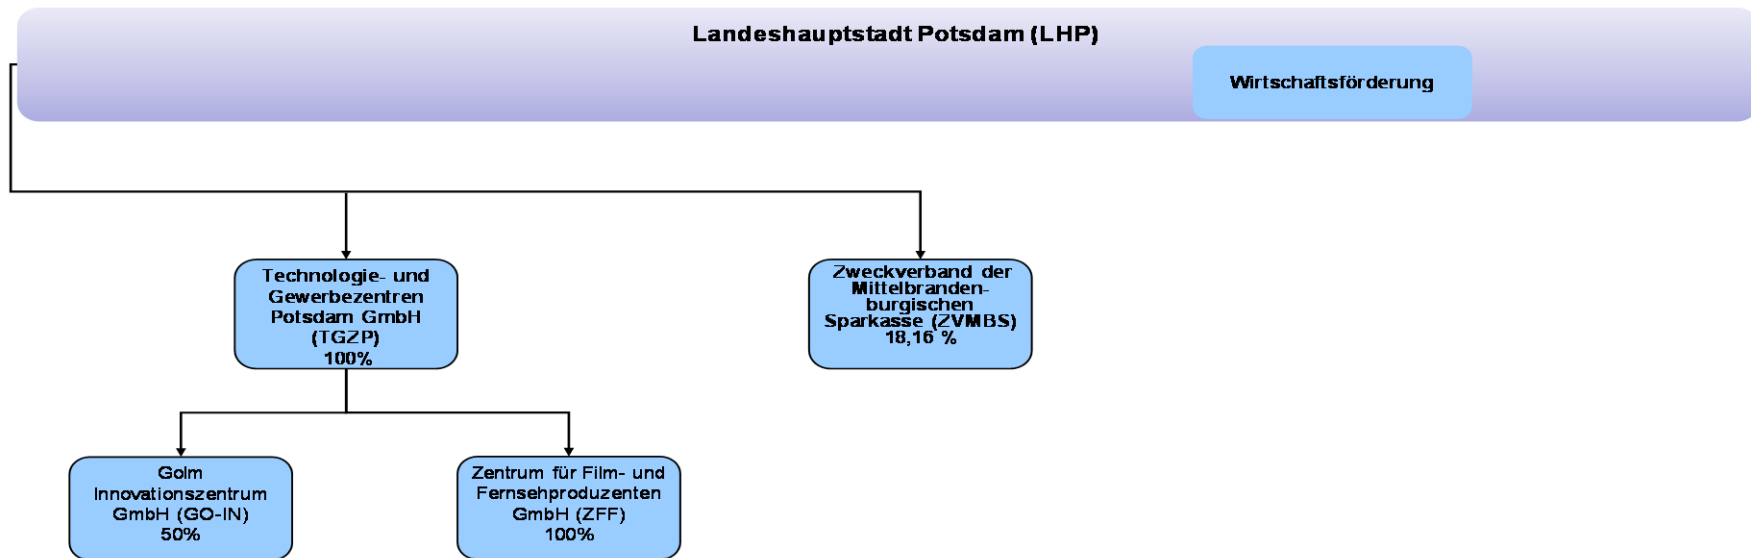 Landeshauptstadt Potsdam (LHP)
Wirtschaftsförderung
Technologie- und
Gewerbezentren
Potsdam GmbH
(TGZP)
100%
Zweckverband der
Mittelbranden-
burgischen
Sparkasse (ZVMBS)
18,16 %
Golm
Innovationszentrum
GmbH (GO-IN)
50%
Zentrum für Film- und
Fernsehproduzenten
GmbH (ZFF)
100%